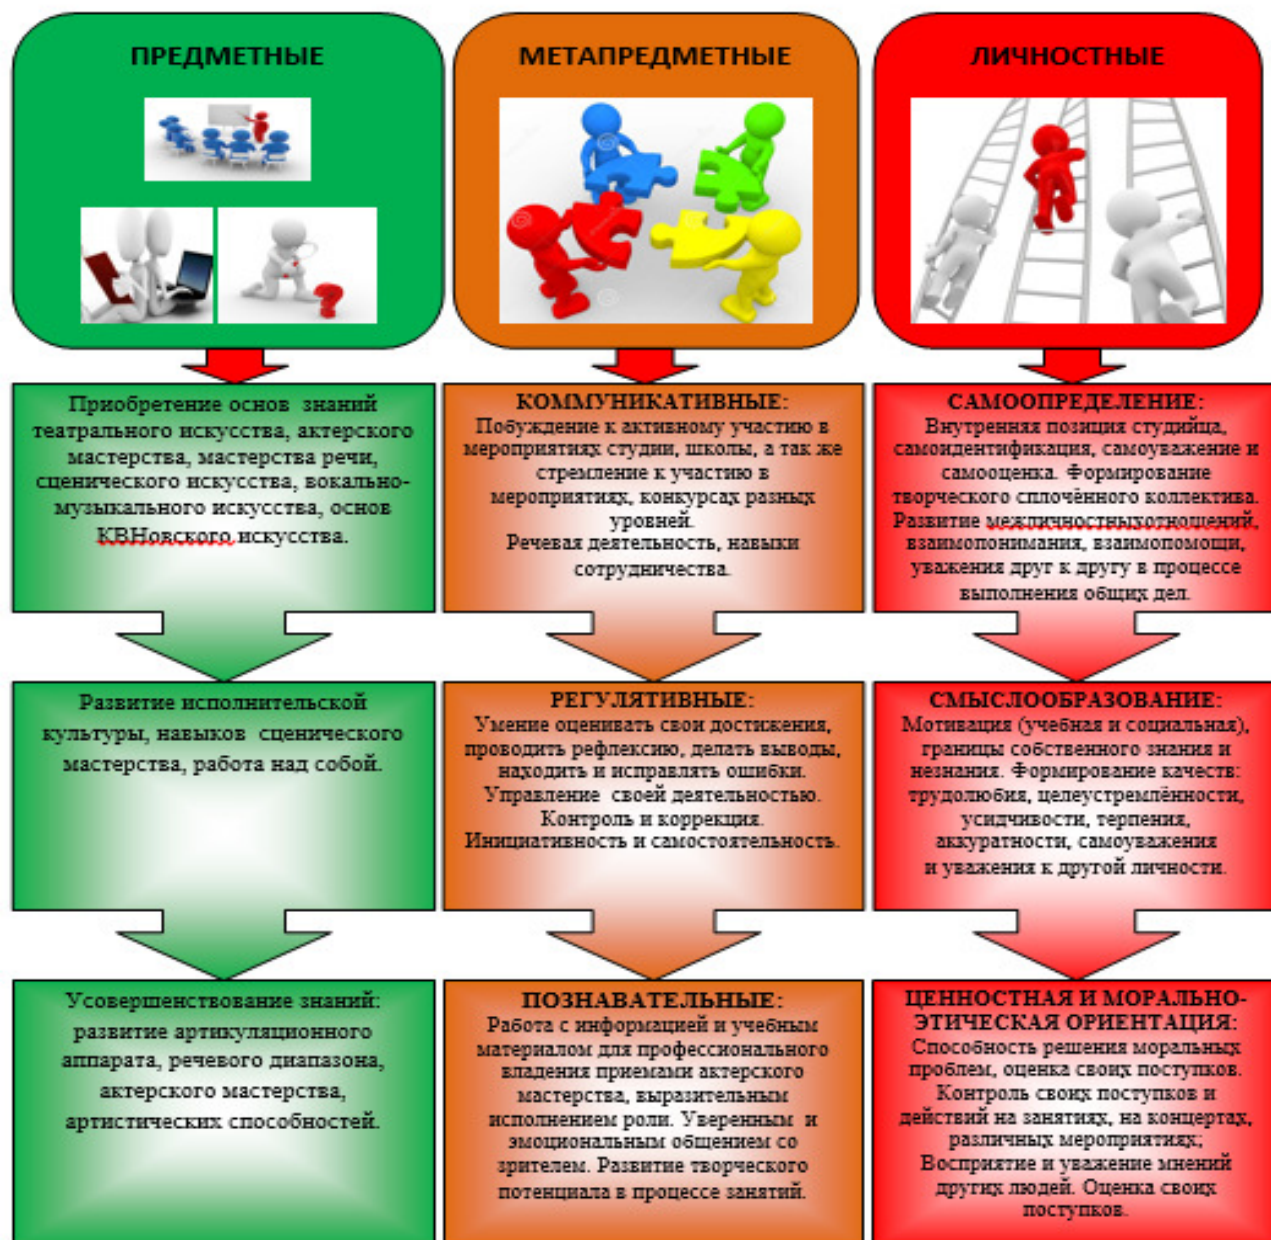 ПРЕДМЕТНЫЕ
Приобретение основ знаний
театрального искусства, актерского
мастерства, мастерства речи,
сценического искусства, вокально-
музыкального искусства, основ
КВНовского искусства.
Развитие исполнительской
культуры, навыков сценического
мастерства, работа над собой.
Усовершенствование знаний:
развитие артикуляционного
аппарата, речевого диапазона,
актерского мастерства,
артистических способностей.
МЕТАПРЕДМЕТНЫЕ
КОММУНИКАТИВНЫЕ:
Побуждение к активному участию в
мероприятиях студии, школы, а так же
стремление к участию в
мероприятиях, конкурсах разных
уровней.
Речевая деятельность, навыки
сотрудничества.
РЕГУЛЯТИВНЫЕ:
Умение оценивать свои достижения,
проводить рефлексию, делать выводы,
находить и исправлять ошибки.
Управление своей деятельностью.
Контроль и коррекция.
Инициативность и самостоятельность.
ПОЗНАВАТЕЛЬНЫЕ:
Работа с информацией и учебным
материалом для профессионального
владения приемами актерского
мастерства, выразительным
исполнением роли. Уверенным и
эмоциональным общением со
зрителем. Развитие творческого
потенциала в процессе занятий.
ЛИЧНОСТНЫЕ
САМООПРЕДЕЛЕНИЕ:
Внутренняя позиция студийца,
самоидентификация, самоуважение и
самооценка. Формирование
творческого сплочённого коллектива.
Развитие межличностныхотношений,
взаимопонимания, взаимопомощи,
уважения друг к другу в процессе
выполнения общих дел.
СМЫСЛООБРАЗОВАНИЕ:
Мотивация (учебная и социальная),
границы собственного знания и
незнания. Формирование качеств:
трудолюбия, целеустремлённости,
усидчивости, терпения,
аккуратности, самоуважения
и уважения к другой личности.
ЦЕННОСТНАЯ И МОРАЛЬНО-
ЭТИЧЕСКАЯ ОРИЕНТАЦИЯ:
Способность решения моральных
проблем, оценка своих поступков.
Контроль своих поступков и
действий на занятиях, на концертах,
различных мероприятиях;
Восприятие и уважение мнений
других людей. Оценка своих
поступков.